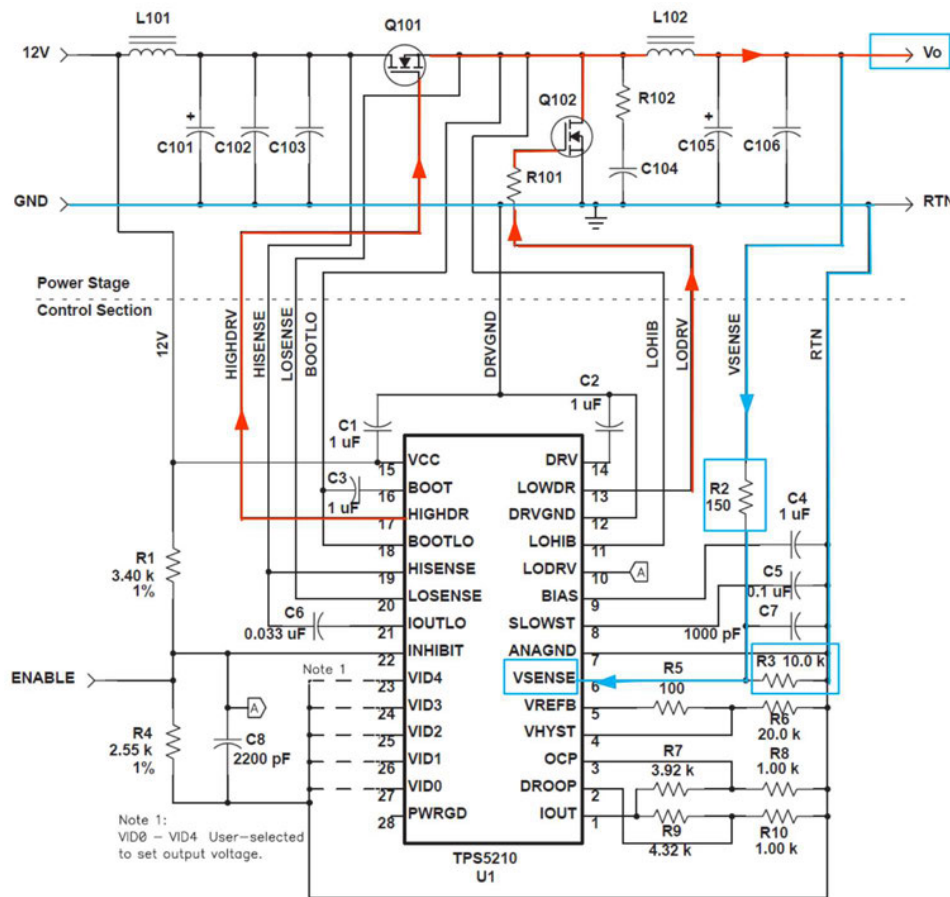 L101
Q101
L102
12V
Vo
Q102
R102
+
C101
C102
C103
R101
C104
+
C105
C106
GND
RTN
Power Stage
Control Section
12V
HIGHDRV
HISENSE
LOSENSE
BOOTLO
DRVGND
LOHIB
LODRV
VSENSE
RTN
C1
1 uF
C2
1 uF
C3
1 uF
R2
150
C4
1 uF
C5
0.1 uF
C7
1000 pF
R1
3.40 k
1%
C6
0.033 uF
15 VCC
16 BOOT
17 HIGHDR
18 BOOTLO
19 HISENSE
20 LOSENSE
21 IOUTLO
22 INHIBIT
23 VID4
24 VID3
25 VID2
26 VID1
27 VID0
28 PWRGD
DRV 14
LOWDR 13
DRVGND 12
LOHIB 11
LODRV 10
A
BIAS 9
SLOWST 8
ANAGND 7
VSENSE 6
VREFB 5
VHYST 4
OCP 3
DROOP 2
IOUT 1
R3 10.0 k
R5
100
R6
20.0 k
R7
3.92 k
R8
1.00 k
R9
4.32 k
R10
1.00 k
ENABLE
Note 1
A
R4
2.55 k
1%
C8
2200 pF
Note 1:
VID0 – VID4 User–selected
to set output voltage.
TPS5210
U1